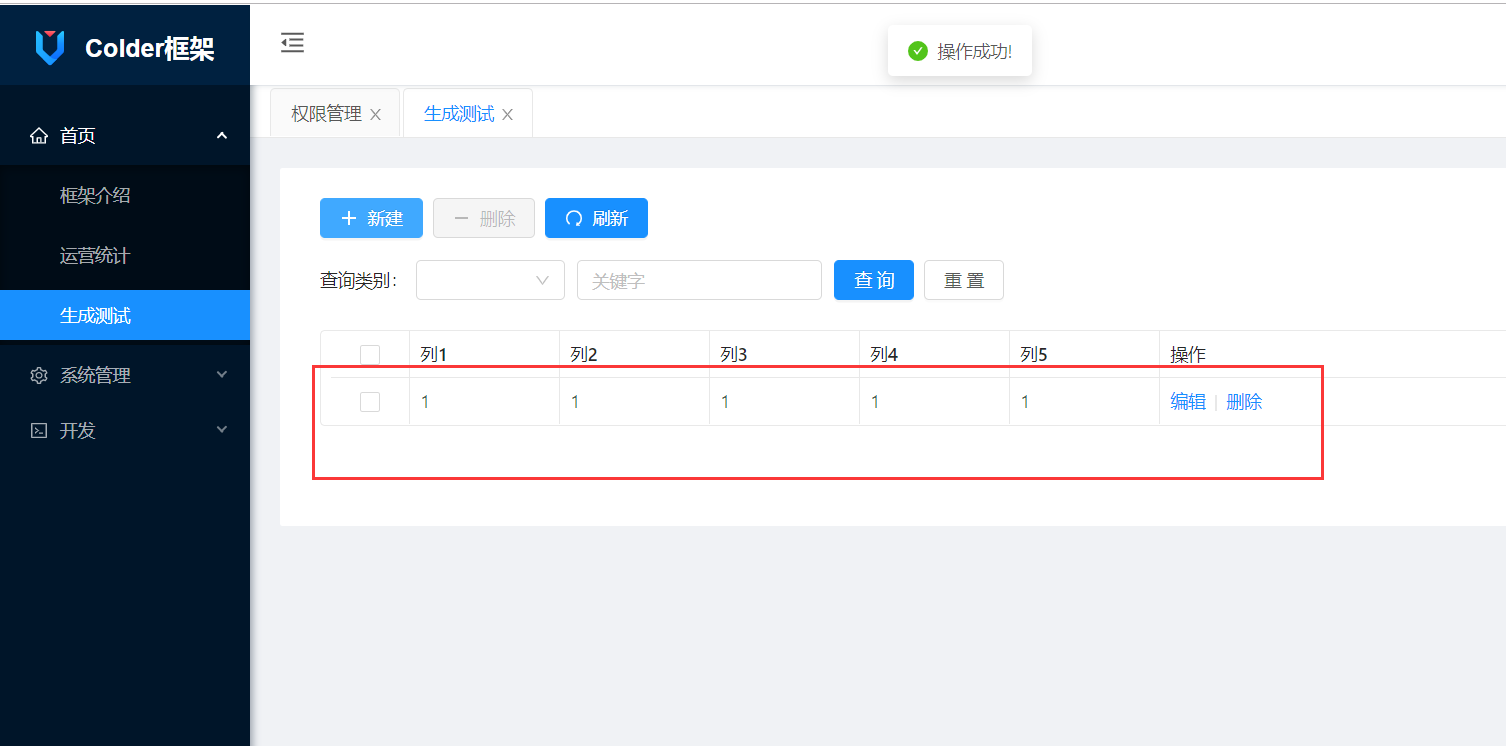 Colder框架
操作成功!
权限管理
生成测试
首页
框架介绍
运营统计
生成测试
系统管理
开发
新建 删除 刷新
查询类别: 关键字 查 询 重 置
列1 列2 列3 列4 列5 操作
1 1 1 1 1 编辑 | 删除